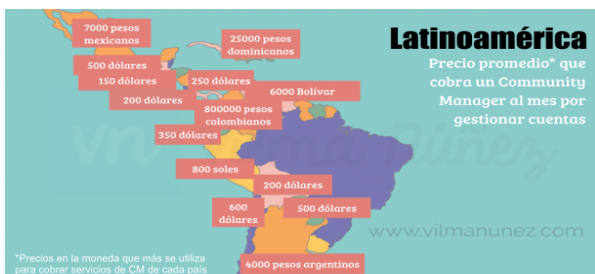 Latinoamérica
Precio promedio* que
cobra un Community
Manager al mes por
gestionar cuentas
7000 pesos
mexicanos
25000 pesos
dominicanos
500 dólares
150 dólares
250 dólares
200 dólares
6000 Bolívar
800000 pesos
colombianos
350 dólares
800 soles
200 dólares
600
dólares
500 dólares
4000 pesos argentinos
www.vilmanunez.com
*Precios en la moneda que más se utiliza
para cobrar servicios de CM de cada país
vn
Vilma Núñez